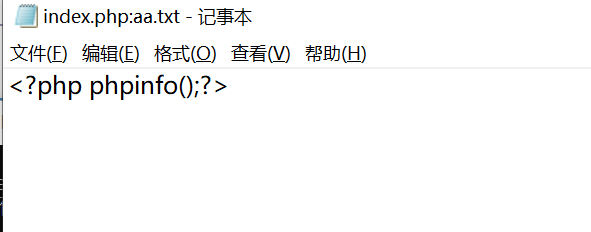 index.php:aa.txt - 记事本
文件(F) 编辑(E) 格式(O) 查看(V) 帮助(H)
<?php phpinfo();?>